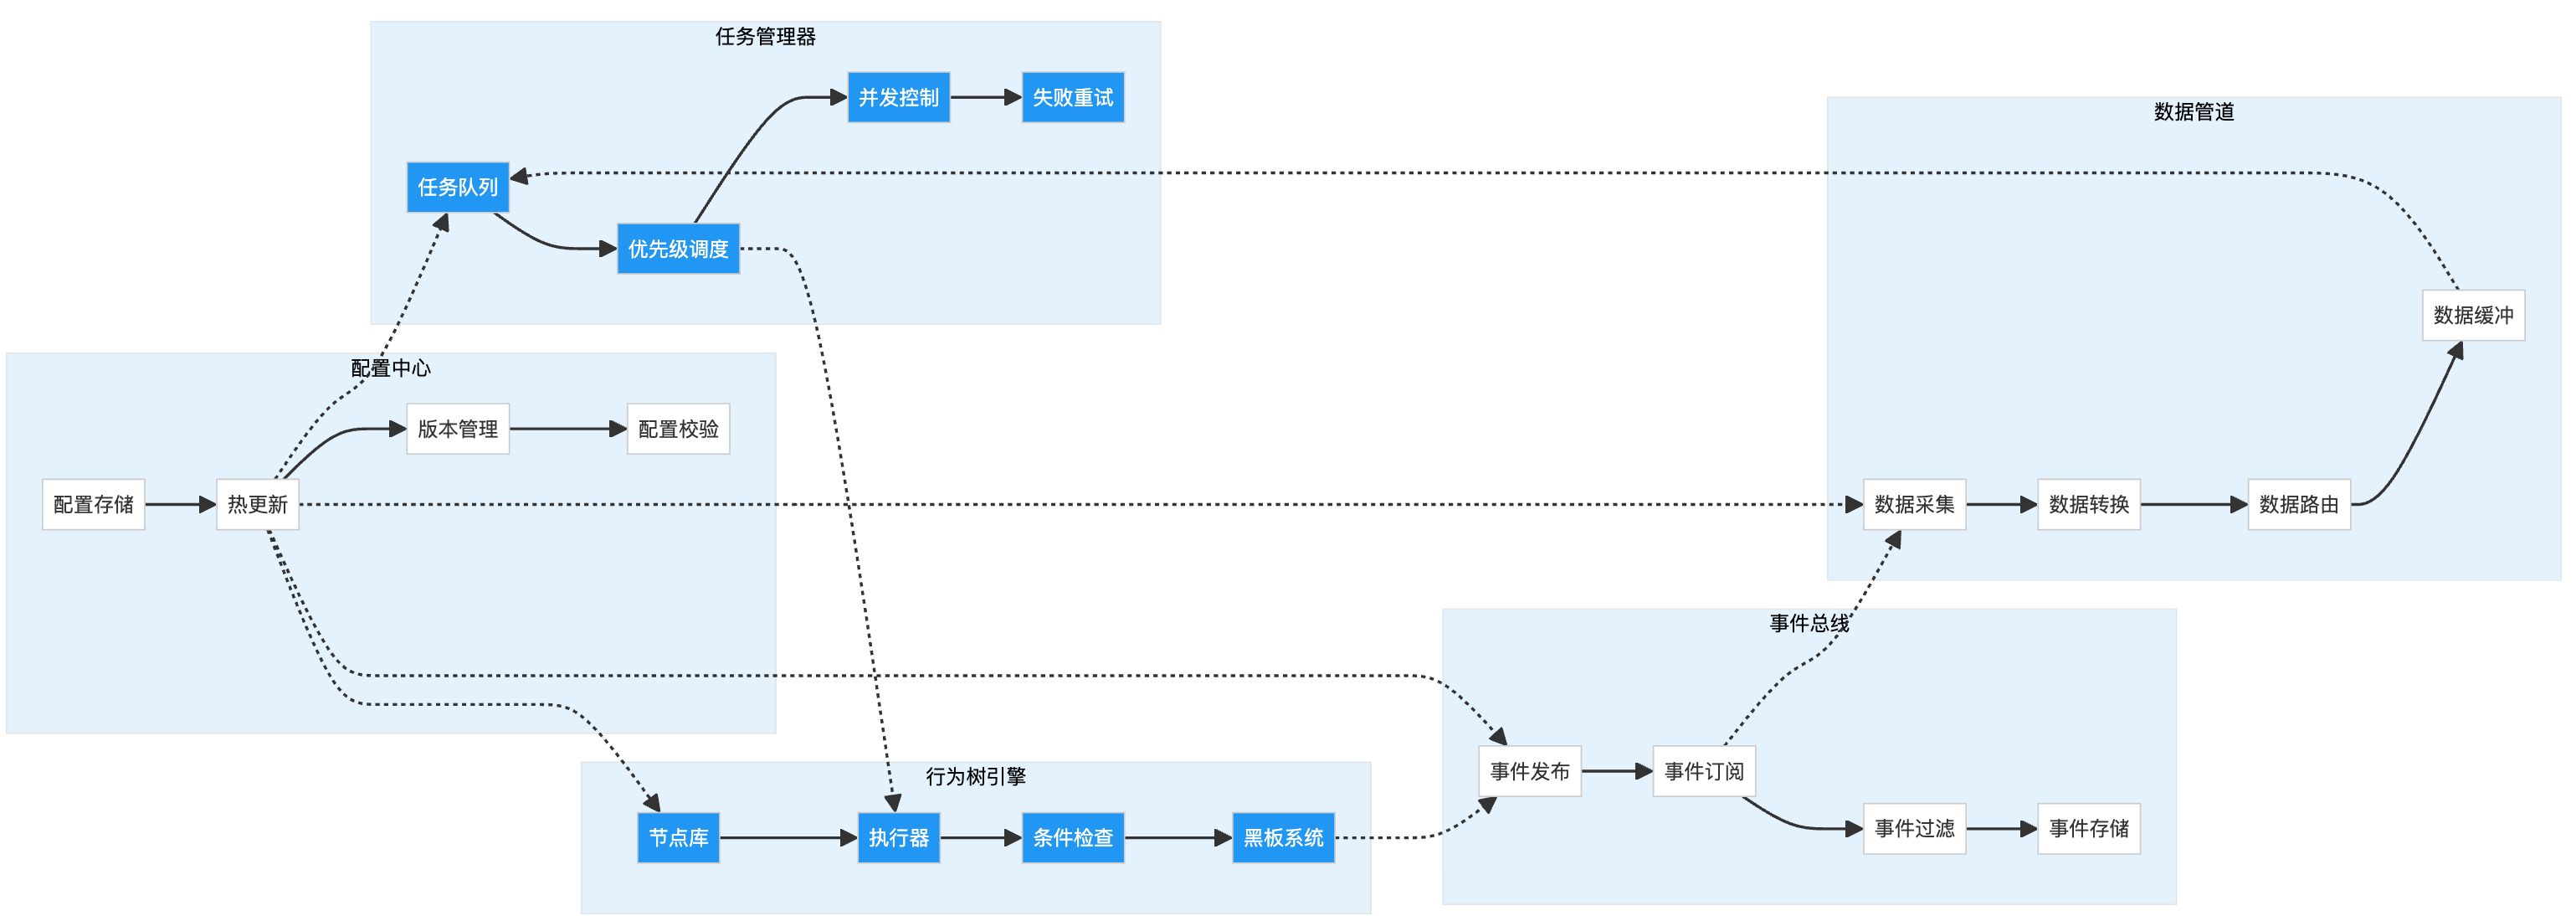 任务管理器
并发控制
失败重试
任务队列
优先级调度
数据管道
数据缓冲
数据采集
数据转换
数据路由
配置中心
版本管理
配置校验
配置存储
热更新
事件总线
事件发布
事件订阅
事件过滤
事件存储
行为树引擎
节点库
执行器
条件检查
黑板系统